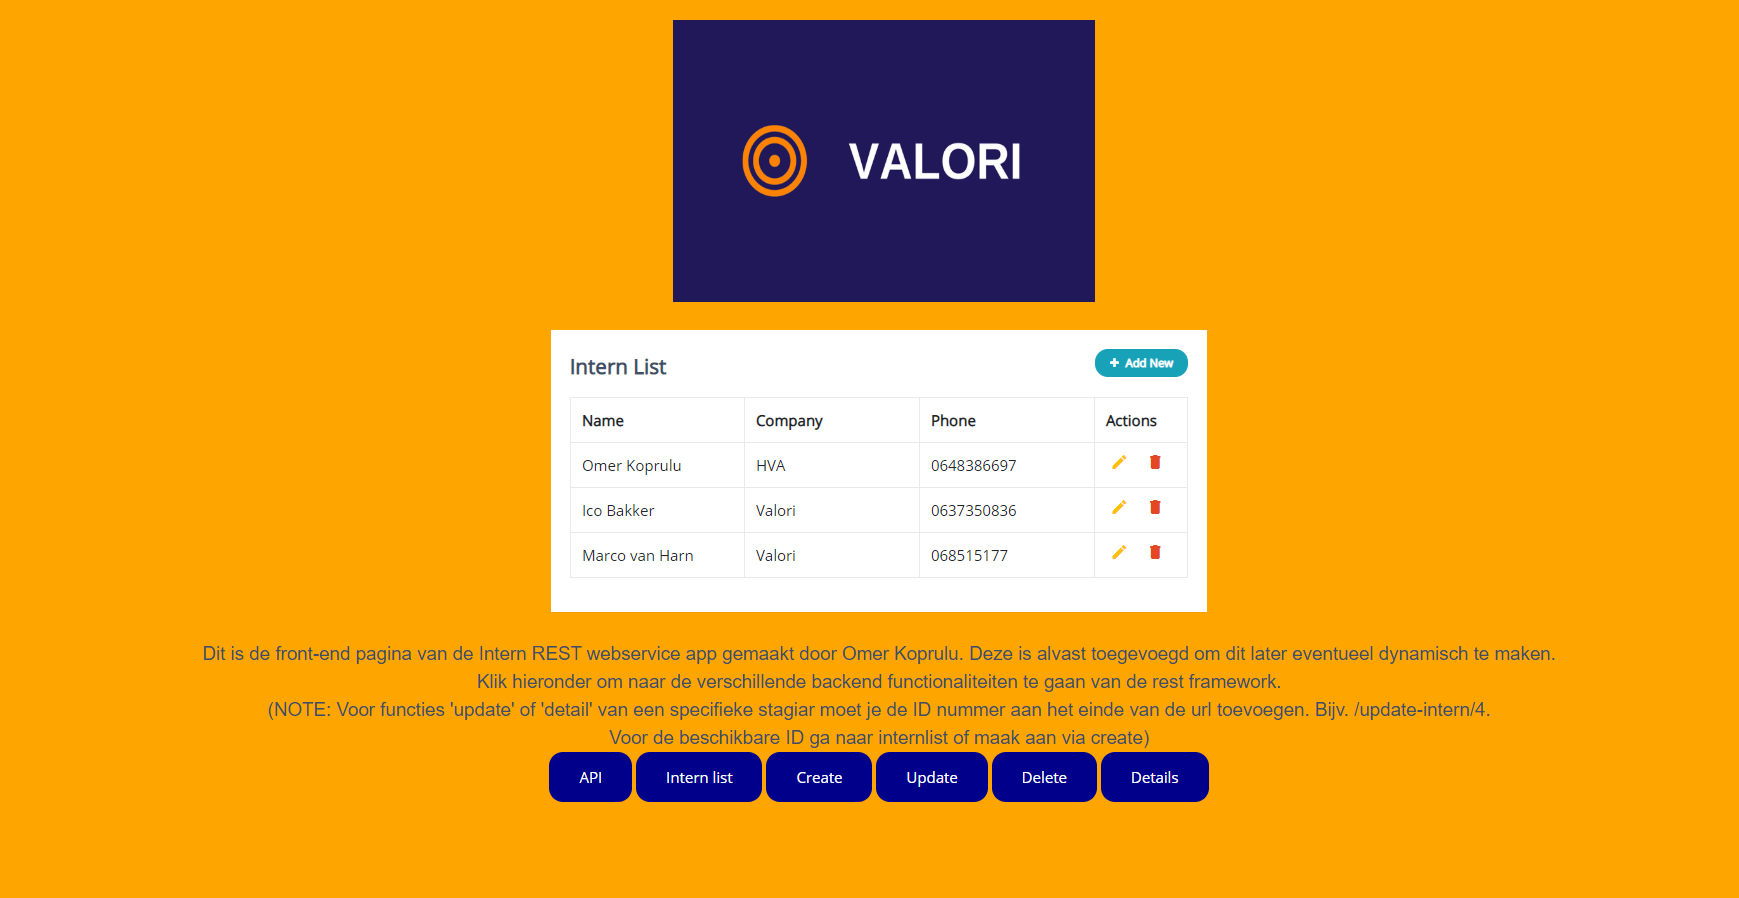 VALORI
Intern List
+ Add New
Name Company Phone Actions
Omer Koprulu HVA 0648386697
Ico Bakker Valori 0637350836
Marco van Harn Valori 068515177
Dit is de front-end pagina van de Intern REST webservice app gemaakt door Omer Koprulu. Deze is alvast toegevoegd om dit later eventueel dynamisch te maken.
Klik hieronder om naar de verschillende backend functionaliteiten te gaan van de rest framework.
(NOTE: Voor functies 'update' of 'detail' van een specifieke stagiar moet je de ID nummer aan het einde van de url toevoegen. Bijv. /update-intern/4.
Voor de beschikbare ID ga naar internlist of maak aan via create)
API Intern list Create Update Delete Details